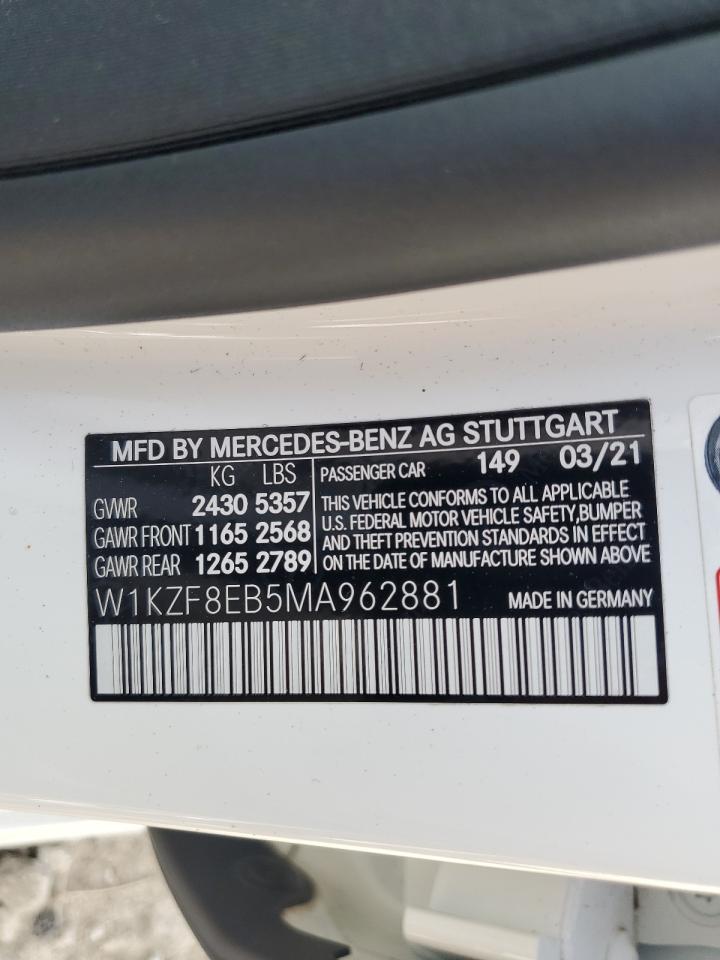 MFD BY MERCEDES-BENZ AG STUTTGART
KG LBS
GVWR 2430 5357
GAWR FRONT 1165 2568
GAWR REAR 1265 2789
PASSENGER CAR 149 03/21
THIS VEHICLE CONFORMS TO ALL APPLICABLE
U.S. FEDERAL MOTOR VEHICLE SAFETY,BUMPER
AND THEFT PREVENTION STANDARDS IN EFFECT
ON THE DATE OF MANUFACTURE SHOWN ABOVE
W1KZF8EB5MA962881 MADE IN GERMANY